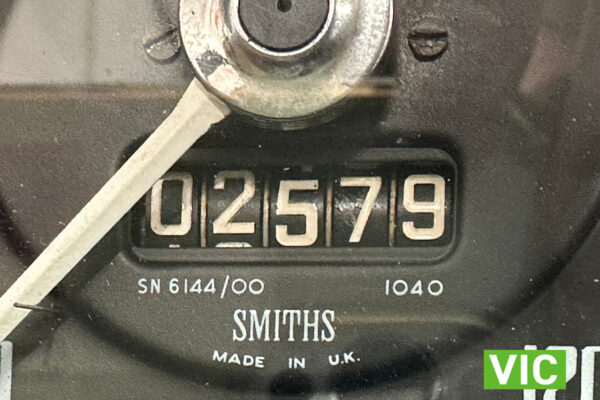 02579
SN 6144/00 1040
SMITHS
MADE IN U.K.
VIC